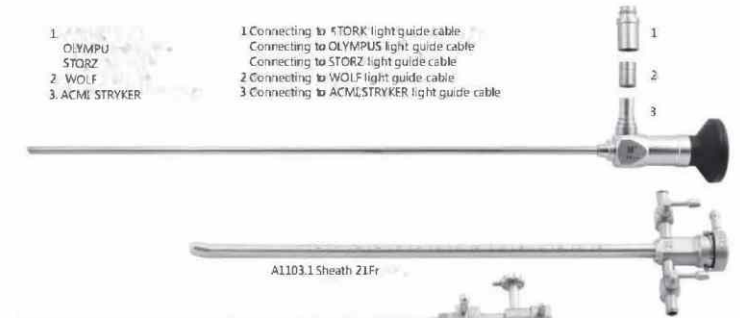 1.
OLYMPU
STORZ
2. WOLF
3. ACMI STRYKER
1 Connecting to STORK light guide cable
Connecting to OLYMPUS light guide cable
Connecting to STORZ light guide cable
2 Connecting to WOLF light guide cable
3 Connecting to ACMI.STRYKER light guide cable
1
2
3
A1103.1 Sheath 21Fr